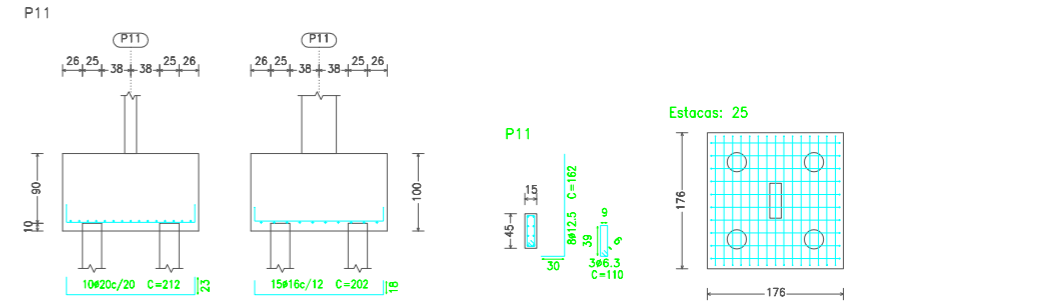 P11
P11
P11
26 25 38 38 25 26
26 25 38 38 25 26
90
10
100
10ø20c/20 C=212
23
15ø16c/12 C=202
18
P11
15
45
30
8ø12.5 C=162
9
39
3ø6.3
C=110
Estacas: 25
176
176